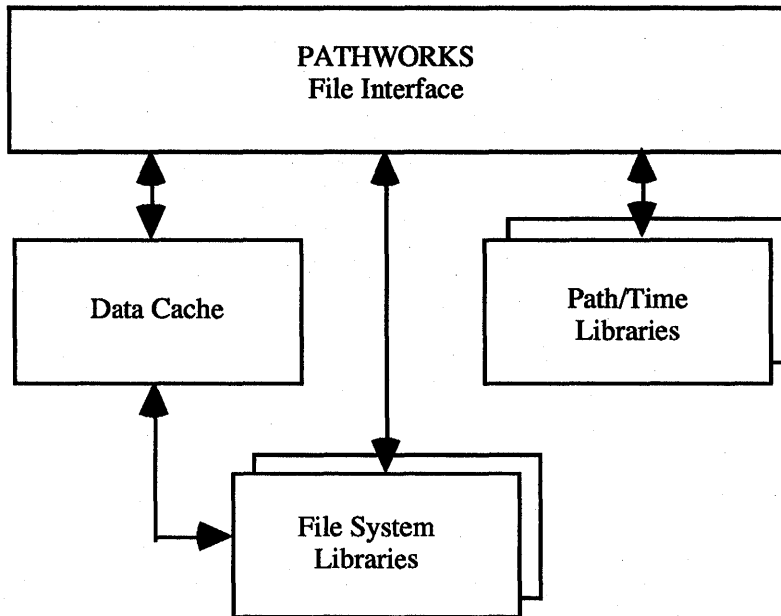 PATHWORKS
File Interface
Data Cache
Path/Time
Libraries
File System
Libraries